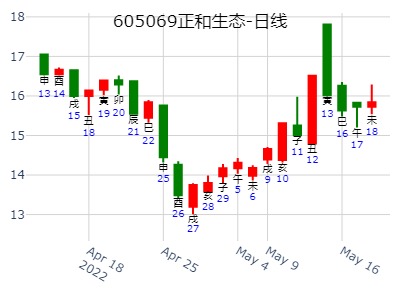 605069正和生态-日线
18
17
16
15
14
13
申
13
酉
14
戌
15
丑
18
寅
19
卯
20
辰
21
巳
22
申
25
酉
26
戌
27
亥
28
子
29
午
5
未
6
戌
9
亥
10
子
11
丑
12
寅
13
巳
16
午
17
未
18
Apr 18
2022
Apr 25
May 4
May 9
May 16